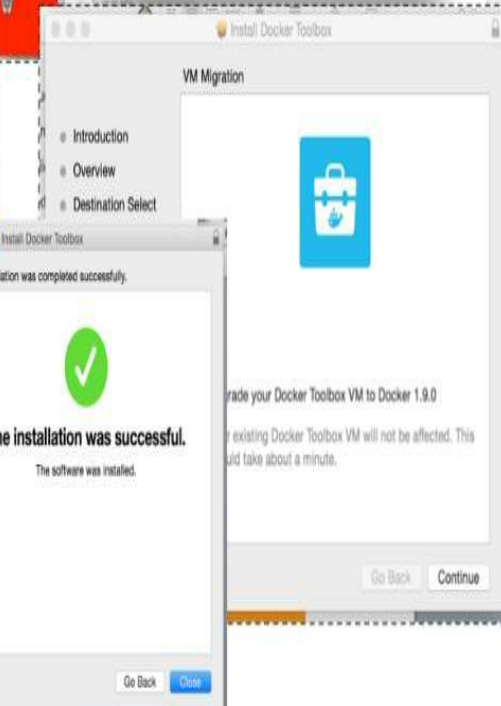 Install Docker Toolbox
VM Migration
Introduction
Overview
Destination Select
Install Docker Toolbox
lation was completed successfully.
he installation was successful.
The software was installed.
Go Back
Close
rade your Docker Toolbox VM to Docker 1.9.0
r existing Docker Toolbox VM will not be affected. This
uld take about a minute.
Go Back
Continue